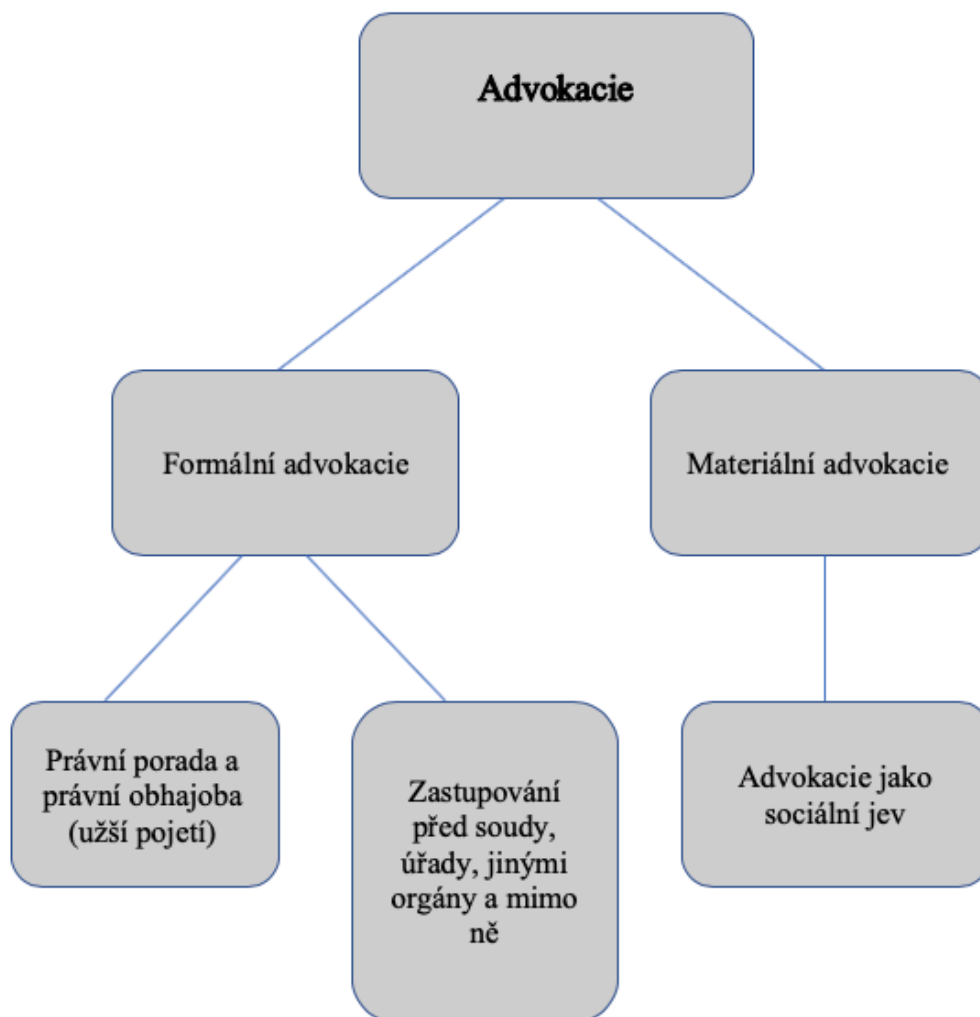 Advokacie
Formální advokacie
Materiální advokacie
Právní porada a
právní obhajoba
(užší pojetí)
Zastupování
před soudy,
úřady, jinými
orgány a mimo
ně
Advokacie jako
sociální jev